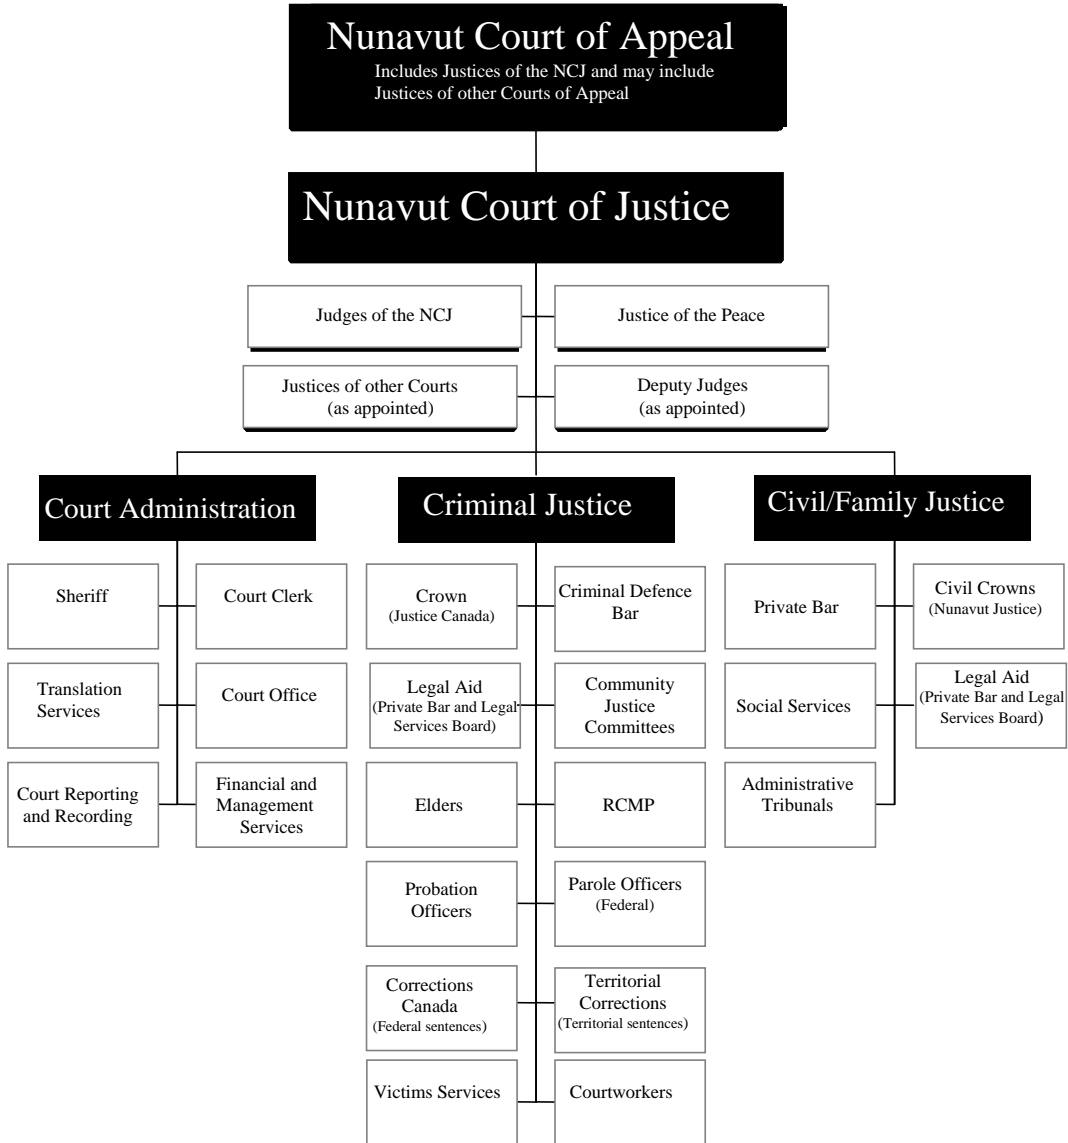 Nunavut Court of Appeal
Includes Justices of the NCJ and may include
Justices of other Courts of Appeal
Nunavut Court of Justice
Judges of the NCJ
Justice of the Peace
Justices of other Courts
(as appointed)
Deputy Judges
(as appointed)
Court Administration
Criminal Justice
Civil/Family Justice
Sheriff
Court Clerk
Translation
Services
Court Office
Court Reporting
and Recording
Financial and
Management
Services
Crown
(Justice Canada)
Criminal Defence
Bar
Legal Aid
(Private Bar and Legal
Services Board)
Community
Justice
Committees
Elders
RCMP
Probation
Officers
Parole Officers
(Federal)
Corrections
Canada
(Federal sentences)
Territorial
Corrections
(Territorial sentences)
Victims Services
Courtworkers
Private Bar
Civil Crowns
(Nunavut Justice)
Social Services
Legal Aid
(Private Bar and Legal
Services Board)
Administrative
Tribunals